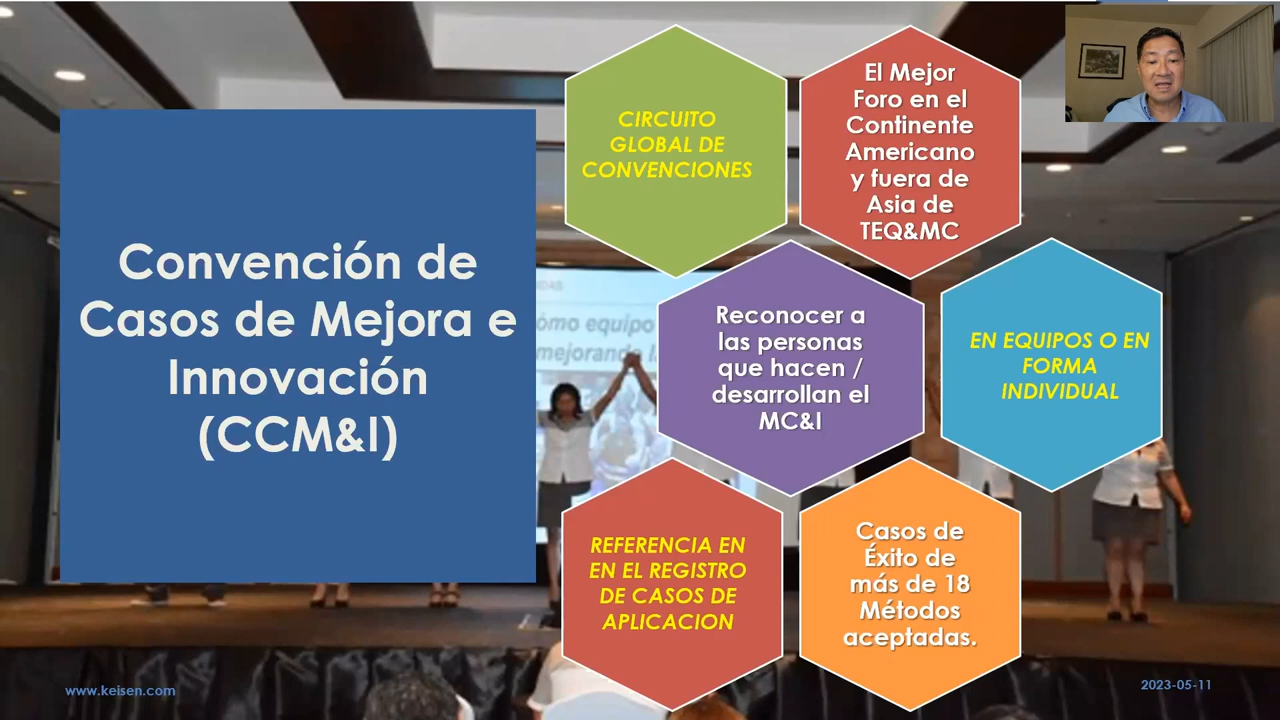 Convención de
Casos de Mejora e
Innovación
(CCM&I)
CIRCUITO
GLOBAL DE
CONVENCIONES
El Mejor
Foro en el
Continente
Americano
y fuera de
Asia de
TEQ&MC
Reconocer a
las personas
que hacen /
desarrollan el
MC&I
EN EQUIPOS O EN
FORMA
INDIVIDUAL
REFERENCIA EN
EN EL REGISTRO
DE CASOS DE
APLICACION
Casos de
Éxito de
más de 18
Métodos
aceptadas.
ómo equipo
mejorando
www.keisen.com
2023-05-11